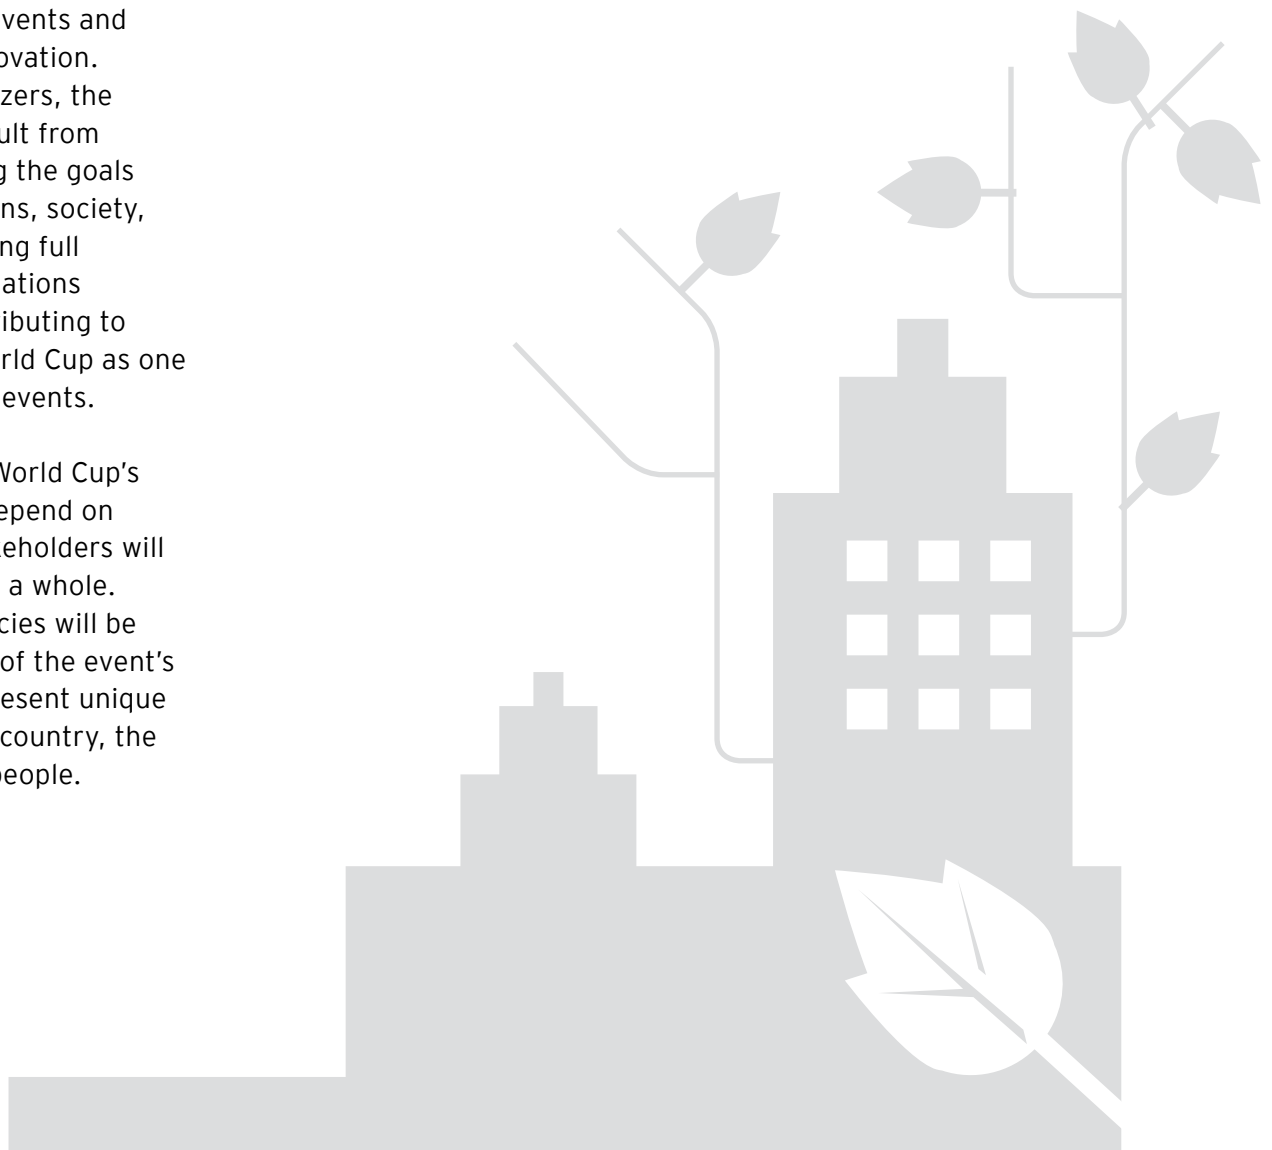 vents and
ovation.
zers, the
ult from
g the goals
ns, society,
ng full
ations
ibuting to
rld Cup as one
events.
World Cup's
epend on
keholders will
a whole.
cies will be
of the event's
esent unique
country, the
people.